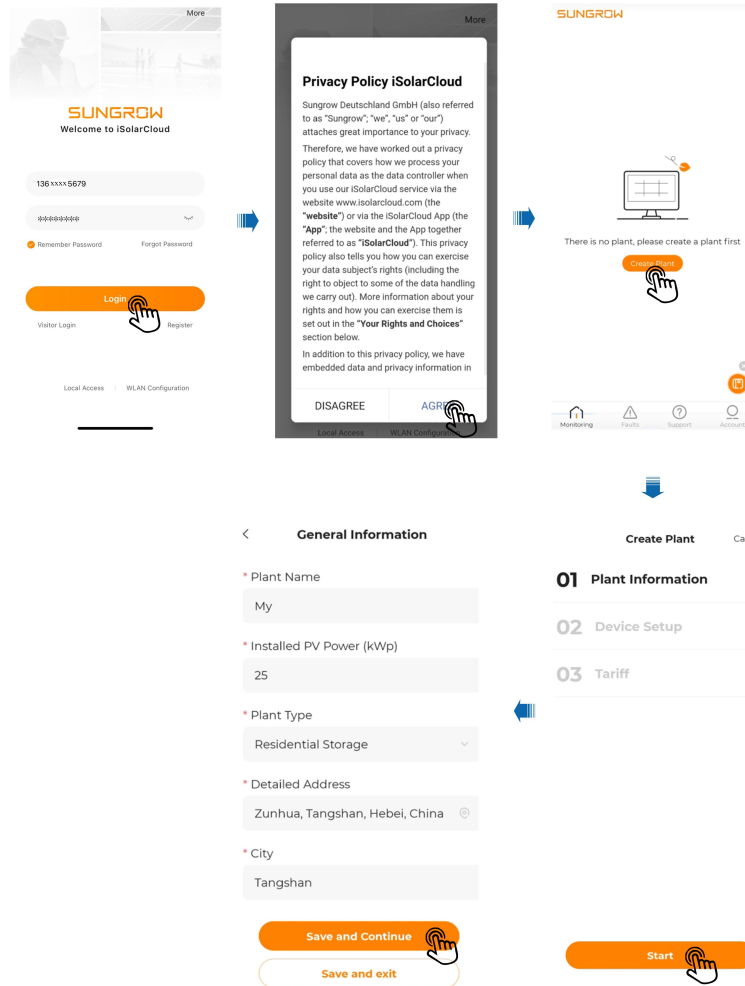 More
SUNGROW
Welcome to iSolarCloud
136 xxxx 5679
********
Remember Password
Forgot Password
Login
Visitor Login
Register
Local Access
WLAN Configuration
More
Privacy Policy iSolarCloud
Sungrow Deutschland GmbH (also referred
to as “Sungrow”; “we”, “us” or “our”)
attaches great importance to your privacy.
Therefore, we have worked out a privacy
policy that covers how we process your
personal data as the data controller when
you use our iSolarCloud service via the
website www.isolarcloud.com (the
“website”) or via the iSolarCloud App (the
“App”; the website and the App together
referred to as “iSolarCloud”). This privacy
policy also tells you how you can exercise
your data subject's rights (including the
right to object to some of the data handling
we carry out). More information about your
rights and how you can exercise them is
set out in the “Your Rights and Choices”
section below.
In addition to this privacy policy, we have
embedded data and privacy information in
DISAGREE
AGREE
Local Access
WLAN Configuration
SUNGROW
There is no plant, please create a plant first
Create Plant
Monitoring
Faults
Support
Account
Create Plant
Ca
01 Plant Information
02 Device Setup
03 Tariff
Start
General Information
* Plant Name
My
* Installed PV Power (kWp)
25
* Plant Type
Residential Storage
* Detailed Address
Zunhua, Tangshan, Hebei, China
* City
Tangshan
Save and Continue
Save and exit